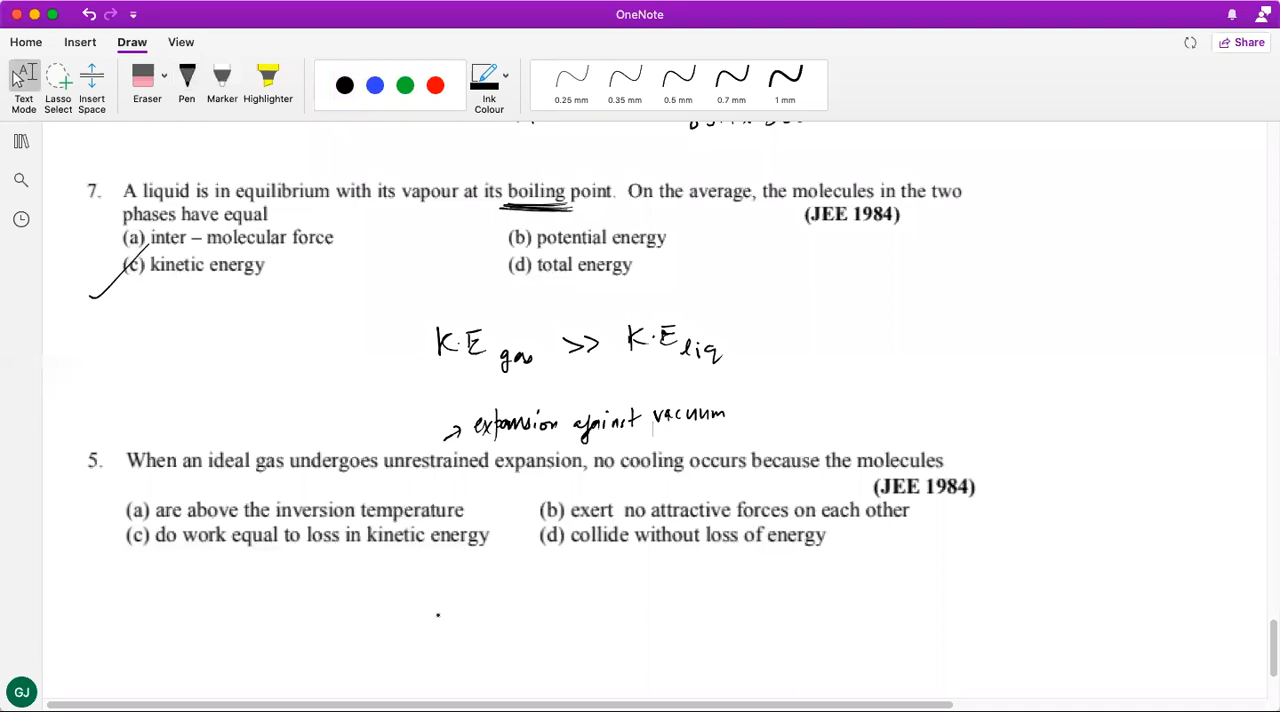 OneNote
Home Insert Draw View
Share
Text Mode
Lasso Select
Insert Space
Eraser
Pen
Marker
Highlighter
Ink Colour
0.25 mm
0.35 mm
0.5 mm
0.7 mm
1 mm
7. A liquid is in equilibrium with its vapour at its boiling point. On the average, the molecules in the two
phases have equal (JEE 1984)
(a) inter – molecular force (b) potential energy
(c) kinetic energy (d) total energy
K.E gas >> K.E liq
→ expansion against vacuum
5. When an ideal gas undergoes unrestrained expansion, no cooling occurs because the molecules
(JEE 1984)
(a) are above the inversion temperature (b) exert no attractive forces on each other
(c) do work equal to loss in kinetic energy (d) collide without loss of energy
GJ